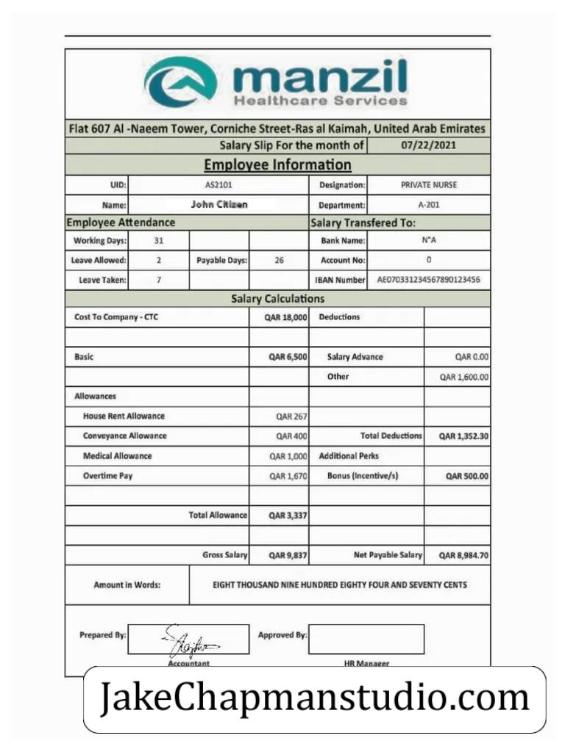 manzil
Healthcare Services
Flat 607 Al -Naeem Tower, Corniche Street-Ras al Kaimah, United Arab Emirates
Salary Slip For the month of 07/22/2021
Employee Information
UID: AS2101 Designation: PRIVATE NURSE
Name: John Citizen Department: A-201
Employee Attendance Salary Transfered To:
Working Days: 31 Bank Name: N"A
Leave Allowed: 2 Payable Days: 26 Account No: 0
Leave Taken: 7 IBAN Number AE070331234567890123456
Salary Calculations
Cost To Company - CTC QAR 18,000 Deductions
Basic QAR 6,500 Salary Advance QAR 0.00
Other QAR 1,600.00
Allowances
House Rent Allowance QAR 267
Conveyance Allowance QAR 400 Total Deductions QAR 1,352.30
Medical Allowance QAR 1,000 Additional Perks
Overtime Pay QAR 1,670 Bonus (Incentive/s) QAR 500.00
Total Allowance QAR 3,337
Gross Salary QAR 9,837 Net Payable Salary QAR 8,984.70
Amount in Words: EIGHT THOUSAND NINE HUNDRED EIGHTY FOUR AND SEVENTY CENTS
Prepared By: Approved By:
Accountant HR Manager
JakeChapmanstudio.com